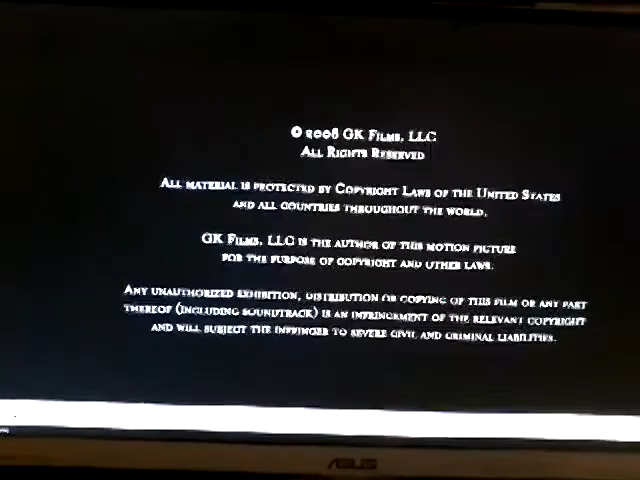 © 2008 GK FILMS, LLC
ALL RIGHTS RESERVED
ALL MATERIAL IS PROTECTED BY COPYRIGHT LAWS OF THE UNITED STATES
AND ALL COUNTRIES THROUGHOUT THE WORLD.
GK FILMS, LLC IS THE AUTHOR OF THIS MOTION PICTURE
FOR THE PURPOSE OF COPYRIGHT AND OTHER LAWS.
ANY UNAUTHORIZED EXHIBITION, DISTRIBUTION OR COPYING OF THIS FILM OR ANY PART
THEREOF (INCLUDING SOUNDTRACK) IS AN INFRINGEMENT OF THE RELEVANT COPYRIGHT
AND WILL SUBJECT THE INFRINGER TO SEVERE CIVIL AND CRIMINAL LIABILITIES.
ASUS